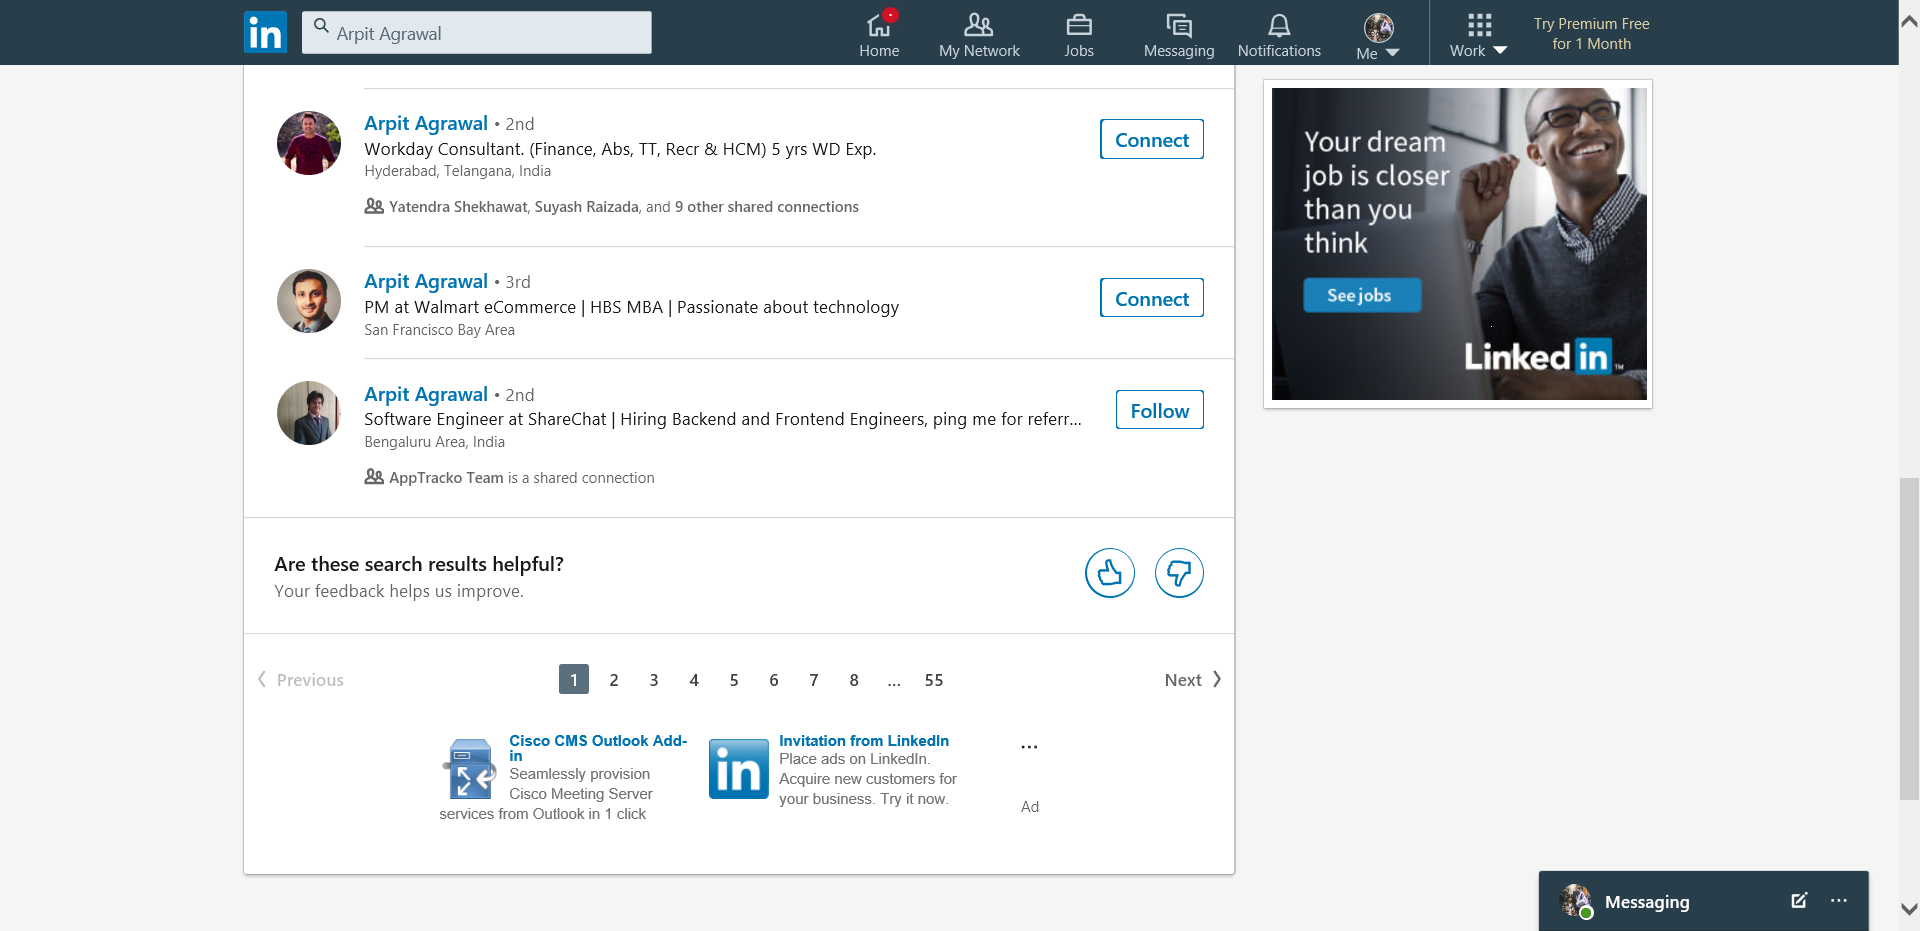 in
Arpit Agrawal
Home
My Network
Jobs
Messaging
Notifications
Me
Work
Try Premium Free
for 1 Month
Arpit Agrawal • 2nd
Workday Consultant. (Finance, Abs, TT, Recr & HCM) 5 yrs WD Exp.
Hyderabad, Telangana, India
Yatendra Shekhawat, Suyash Raizada, and 9 other shared connections
Connect
Arpit Agrawal • 3rd
PM at Walmart eCommerce | HBS MBA | Passionate about technology
San Francisco Bay Area
Connect
Arpit Agrawal • 2nd
Software Engineer at ShareChat | Hiring Backend and Frontend Engineers, ping me for referr...
Bengaluru Area, India
AppTracko Team is a shared connection
Follow
Are these search results helpful?
Your feedback helps us improve.
Previous
1 2 3 4 5 6 7 8 ... 55
Next
Cisco CMS Outlook Add-
in
Seamlessly provision
Cisco Meeting Server
services from Outlook in 1 click
in
Invitation from LinkedIn
Place ads on LinkedIn.
Acquire new customers for
your business. Try it now.
...
Ad
Your dream
job is closer
than you
think
See jobs
Linked in ™
Messaging
...